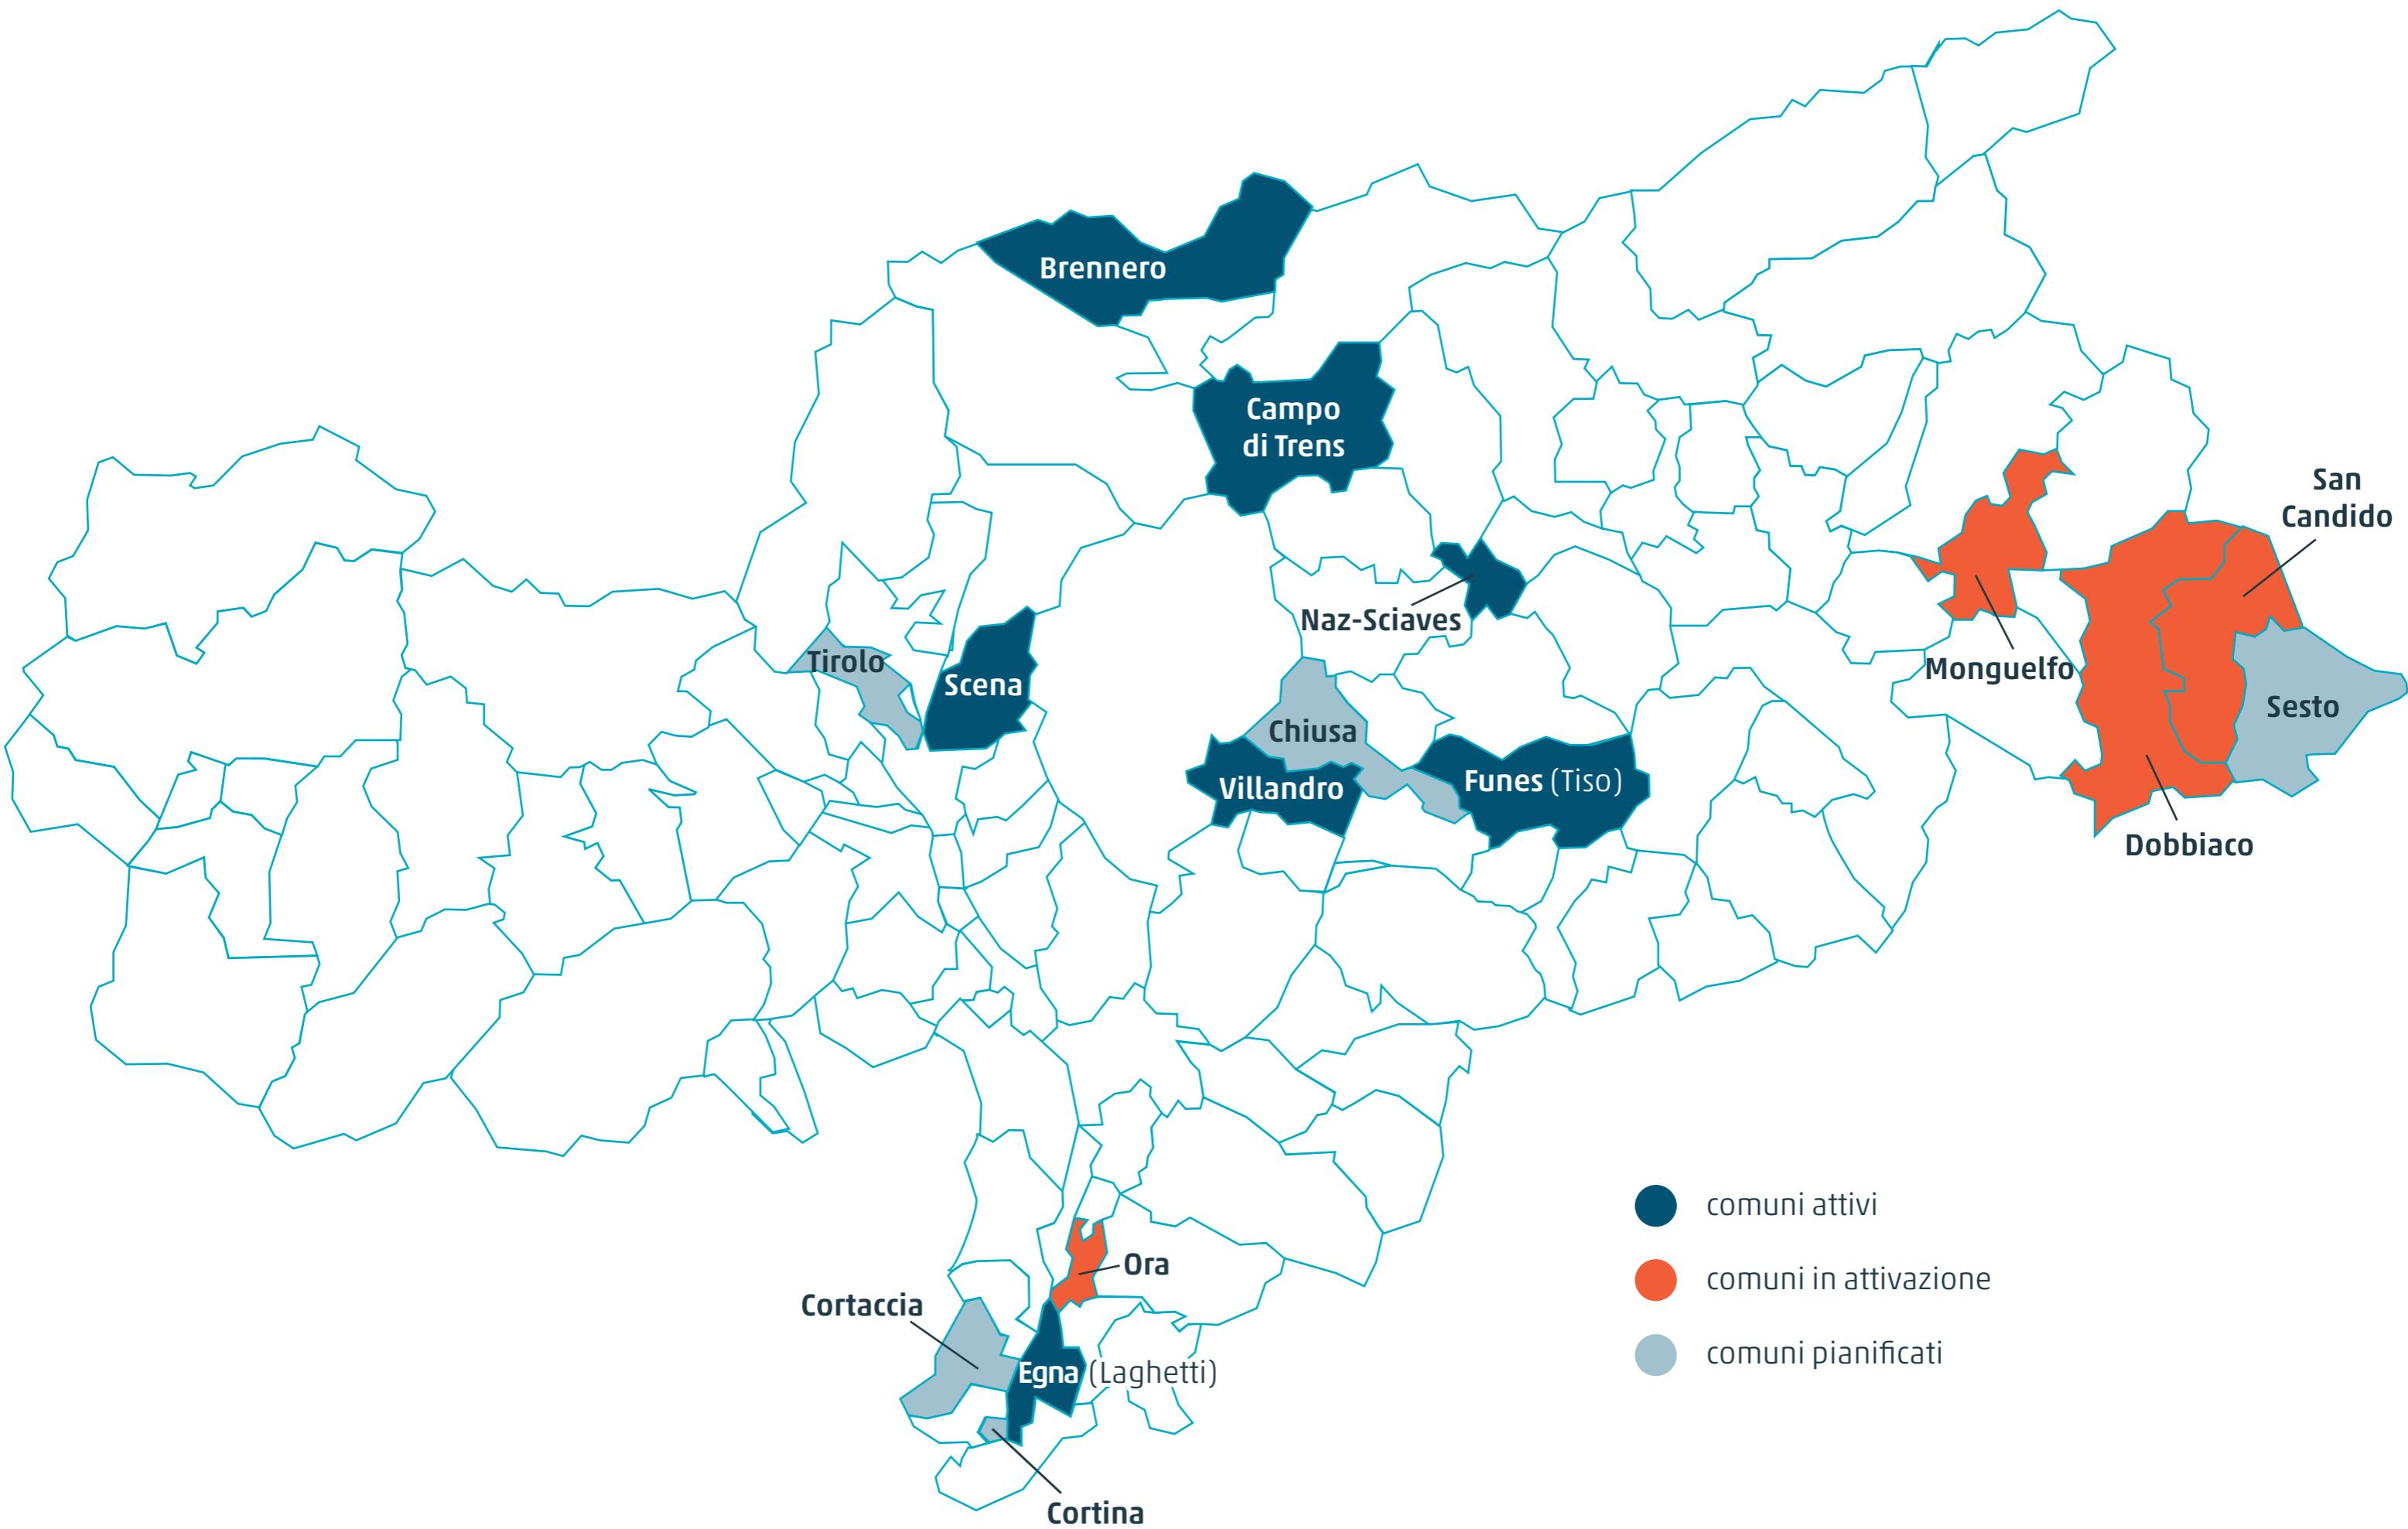 Brennero
Campo
di Trens
San
Candido
Naz-Sciaves
Tirolo
Scena
Monguelfo
Sesto
Chiusa
Villandro
Funes (Tiso)
Dobbiaco
comuni attivi
Ora
comuni in attivazione
Cortaccia
comuni pianificati
Egna (Laghetti)
Cortina